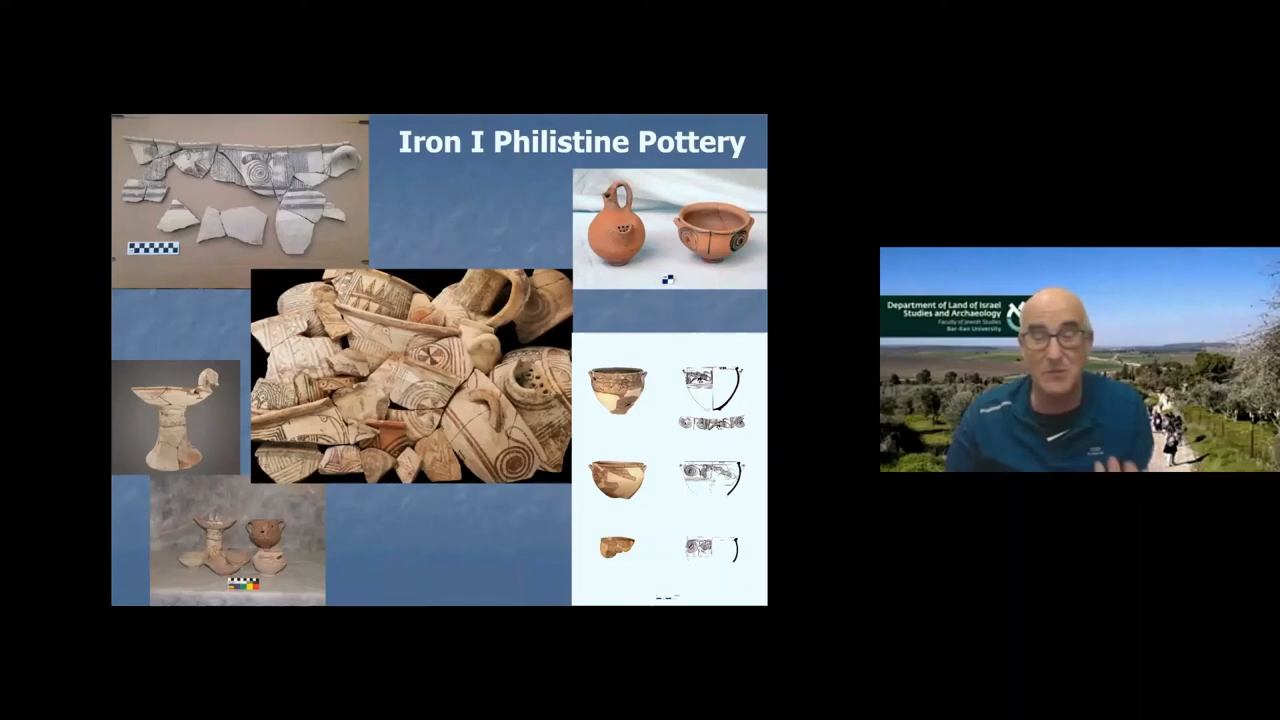 Iron I Philistine Pottery
Department of Land of Israel
Studies and Archaeology
Faculty of Jewish Studies
Bar-Ilan University